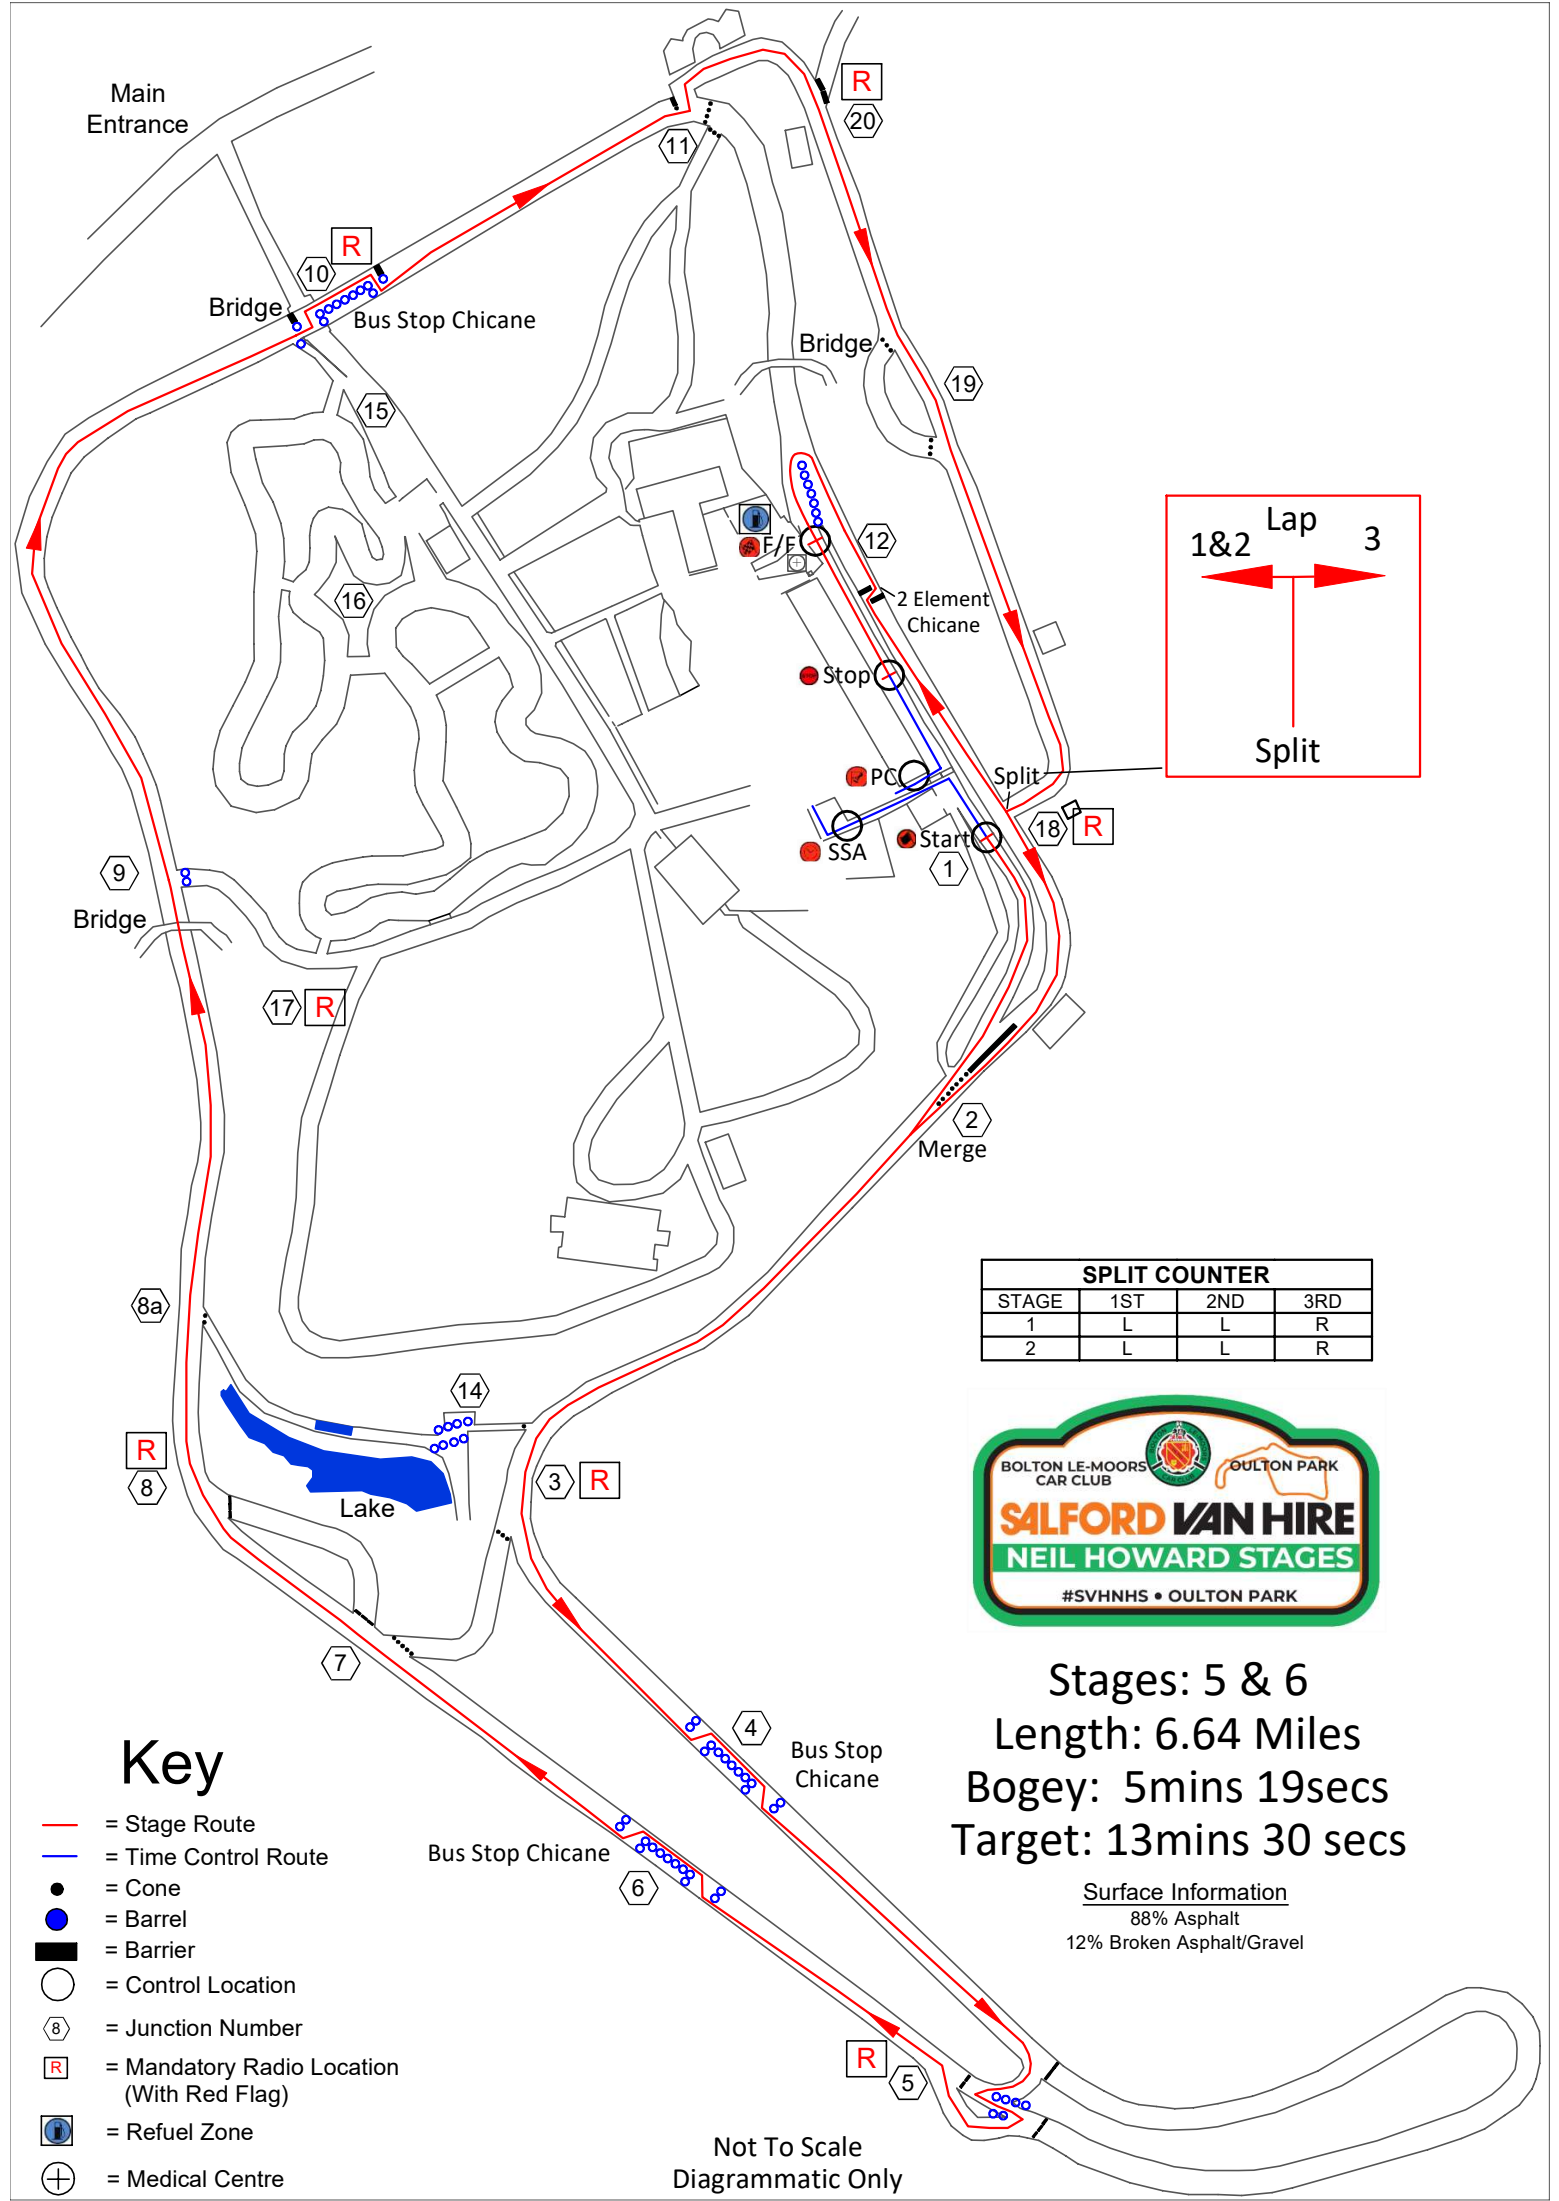 Main
Entrance
R
20
11
R
10
Bridge
Bus Stop Chicane
Bridge
19
15
Lap
1&2
3
Split
F/F
12
2 Element
Chicane
16
Stop
PC
Split
18
R
SSA
Start
1
9
Bridge
17
R
2
Merge
8a
SPLIT COUNTER
STAGE 1ST 2ND 3RD
1 L L R
2 L L R
14
R
8
3
R
Lake
BOLTON LE-MOORS
CAR CLUB
OULTON PARK
SALFORD VAN HIRE
NEIL HOWARD STAGES
#SVHNHS • OULTON PARK
7
Stages: 5 & 6
Length: 6.64 Miles
Bogey: 5mins 19secs
Target: 13mins 30 secs
Surface Information
88% Asphalt
12% Broken Asphalt/Gravel
4
Bus Stop
Chicane
Bus Stop Chicane
6
R
5
Key
= Stage Route
= Time Control Route
= Cone
= Barrel
= Barrier
= Control Location
8
= Junction Number
R
= Mandatory Radio Location
(With Red Flag)
= Refuel Zone
= Medical Centre
Not To Scale
Diagrammatic Only